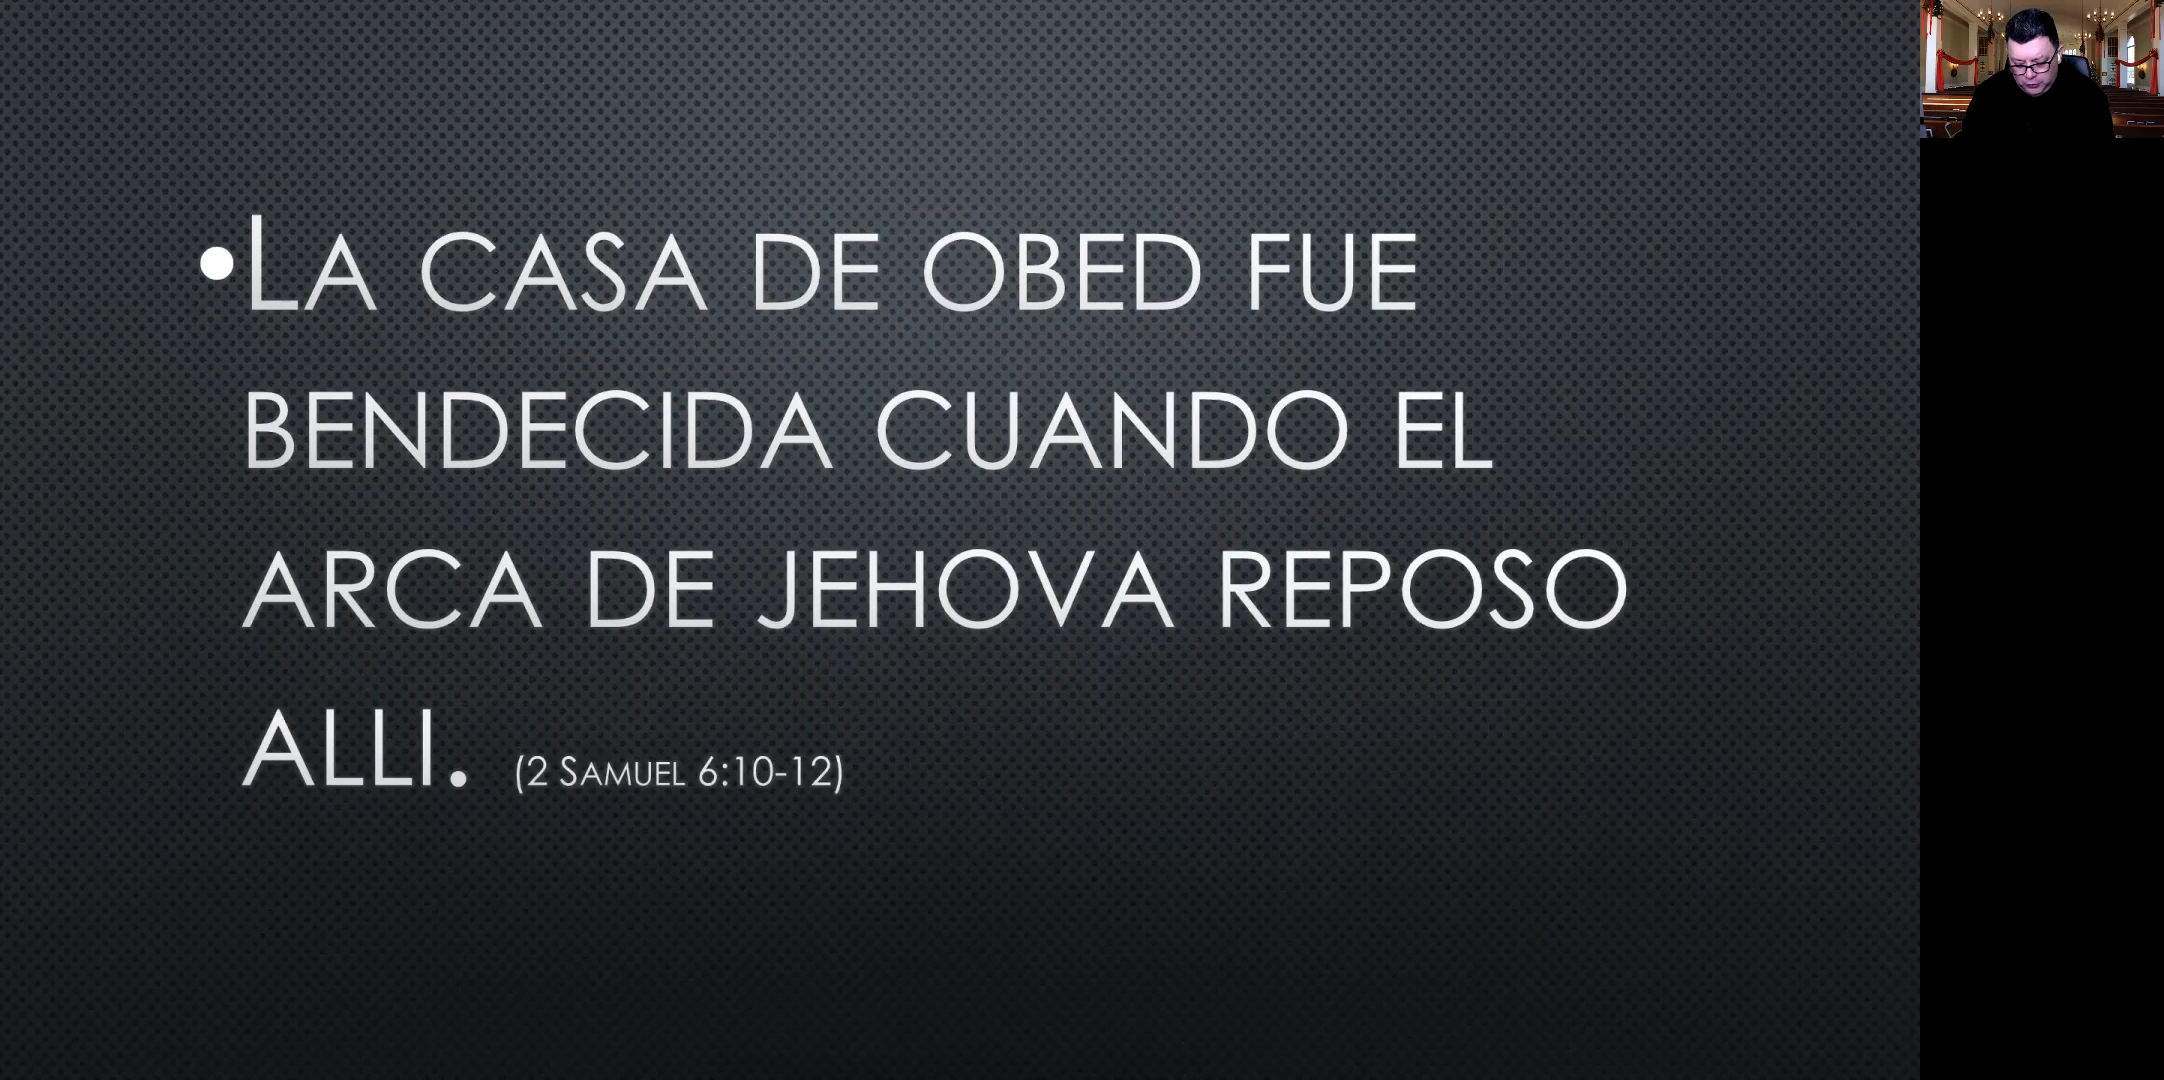 •La casa de Obed fue
bendecida cuando el
arca de Jehova reposo
alli. (2 Samuel 6:10-12)